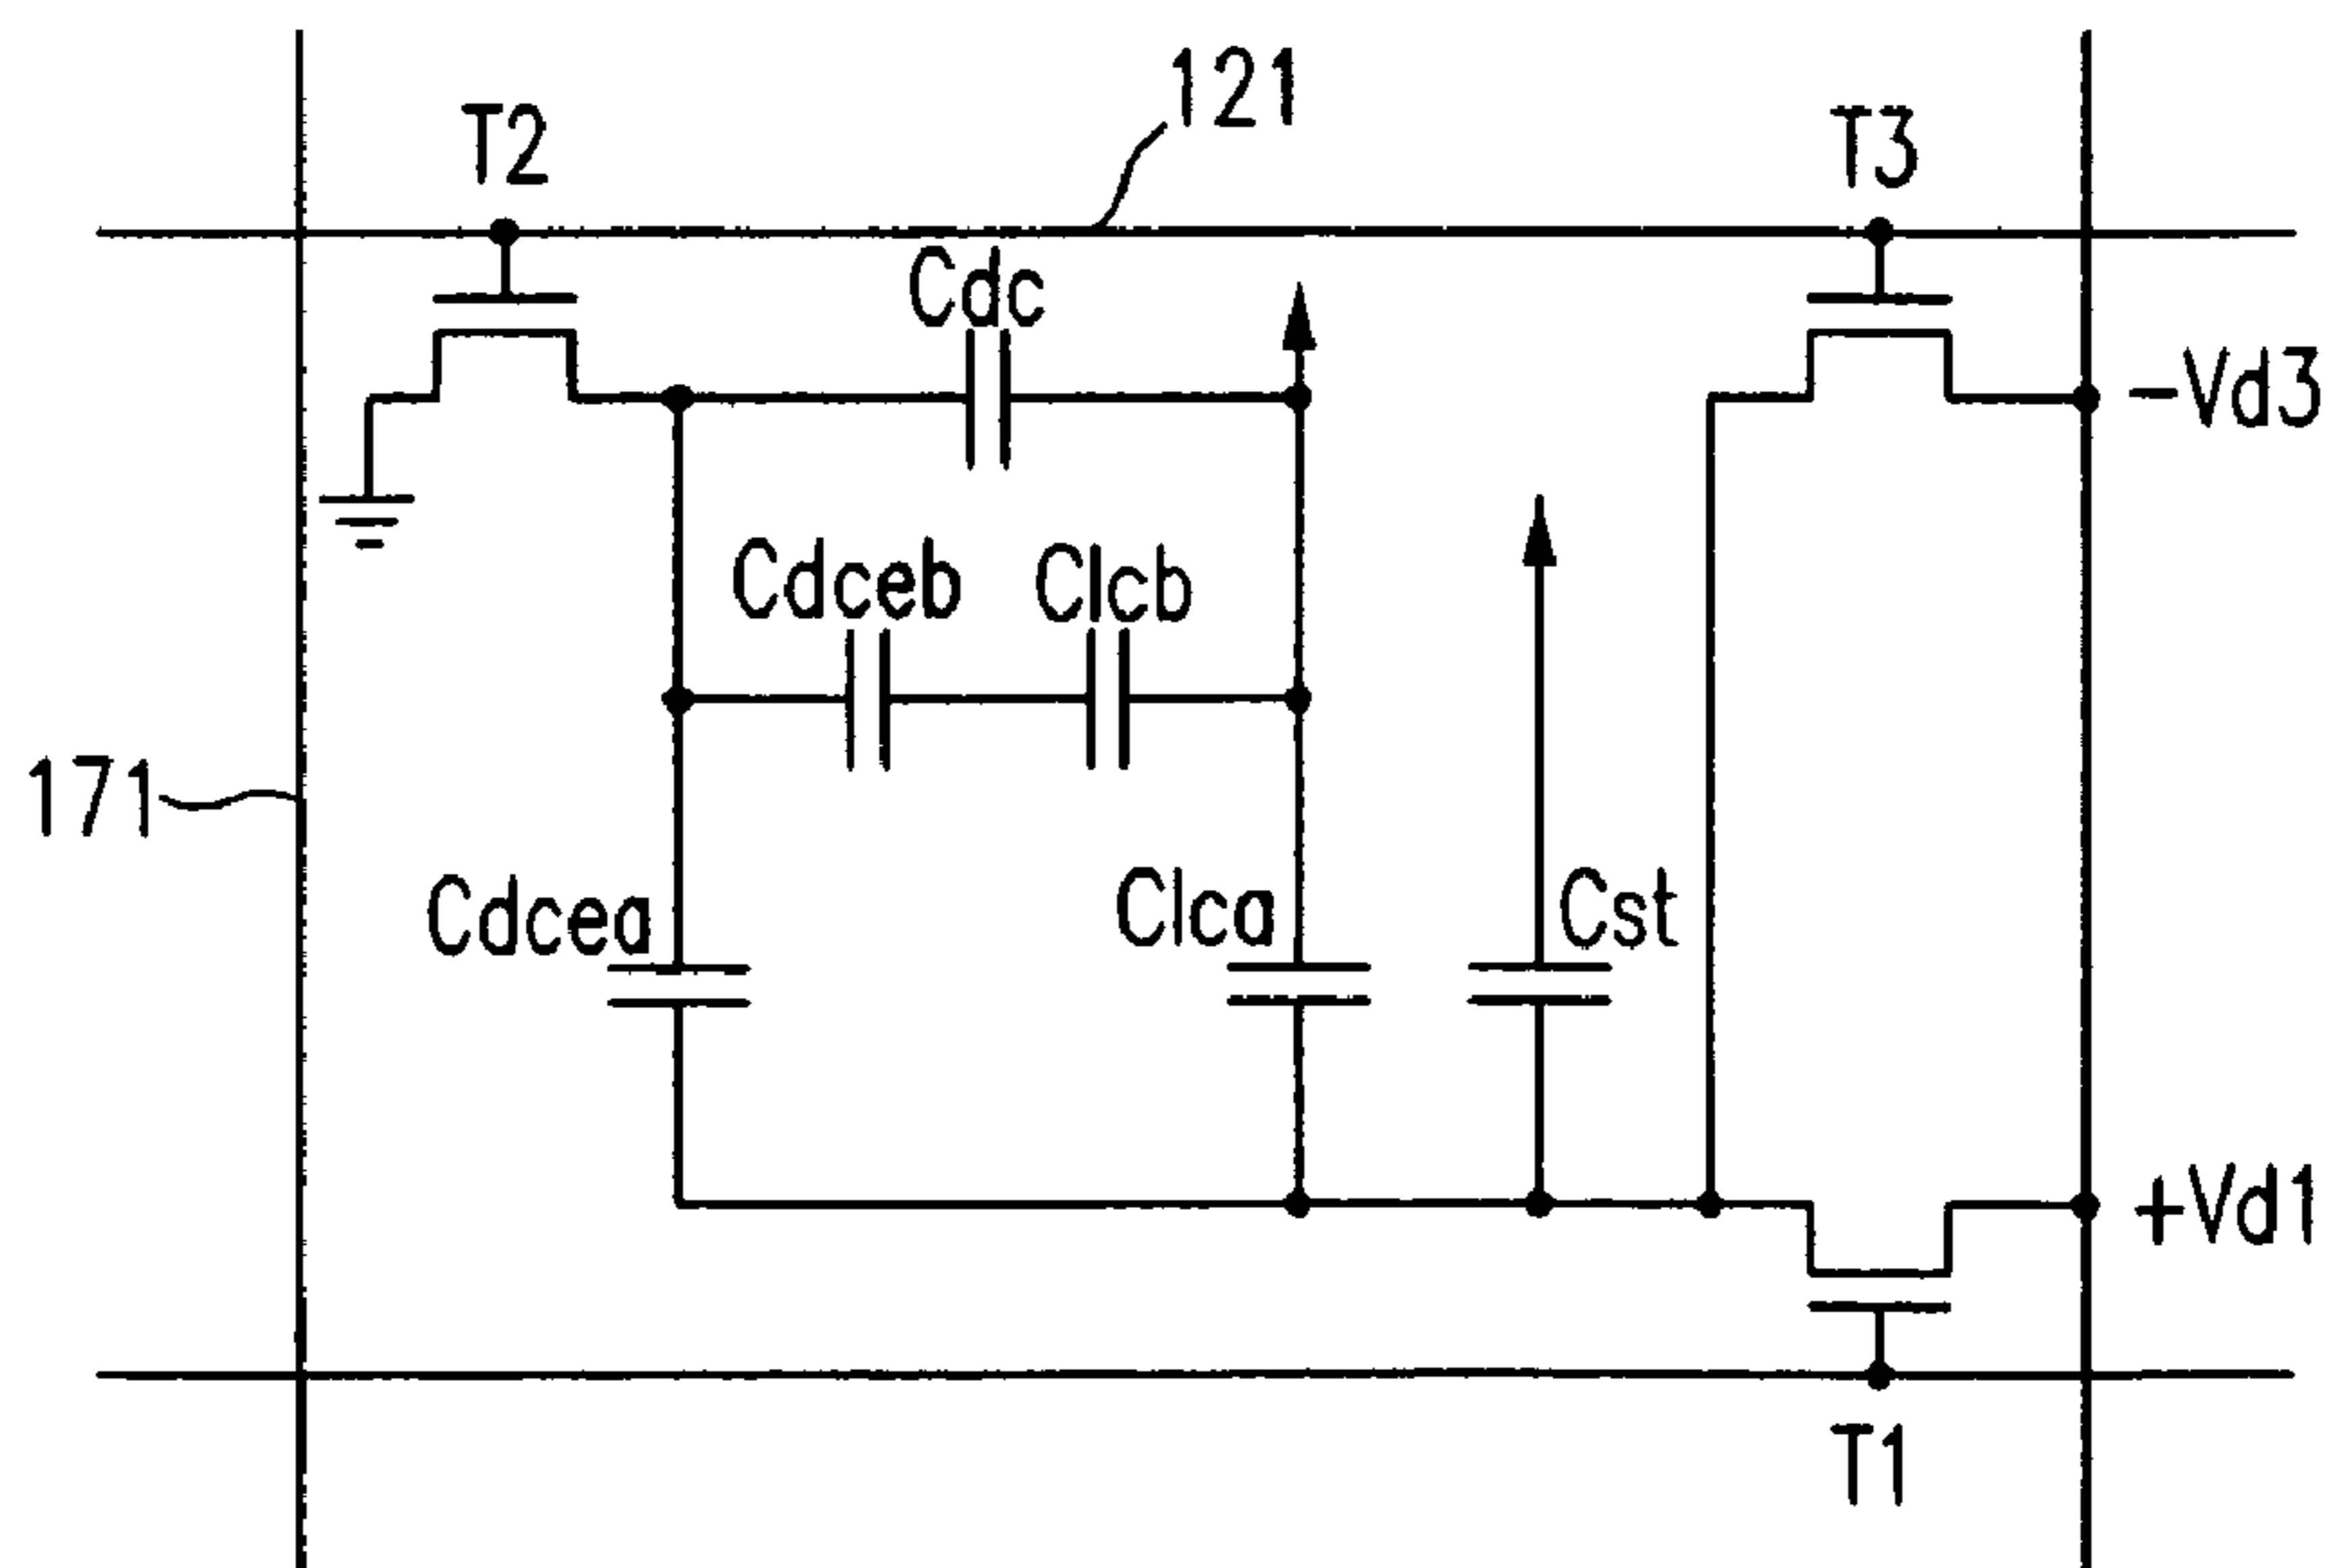 121
T2
T3
Cdc
-Vd3
Cdceb
Clcb
171
Cdcea
Clca
Cst
+Vd1
T1